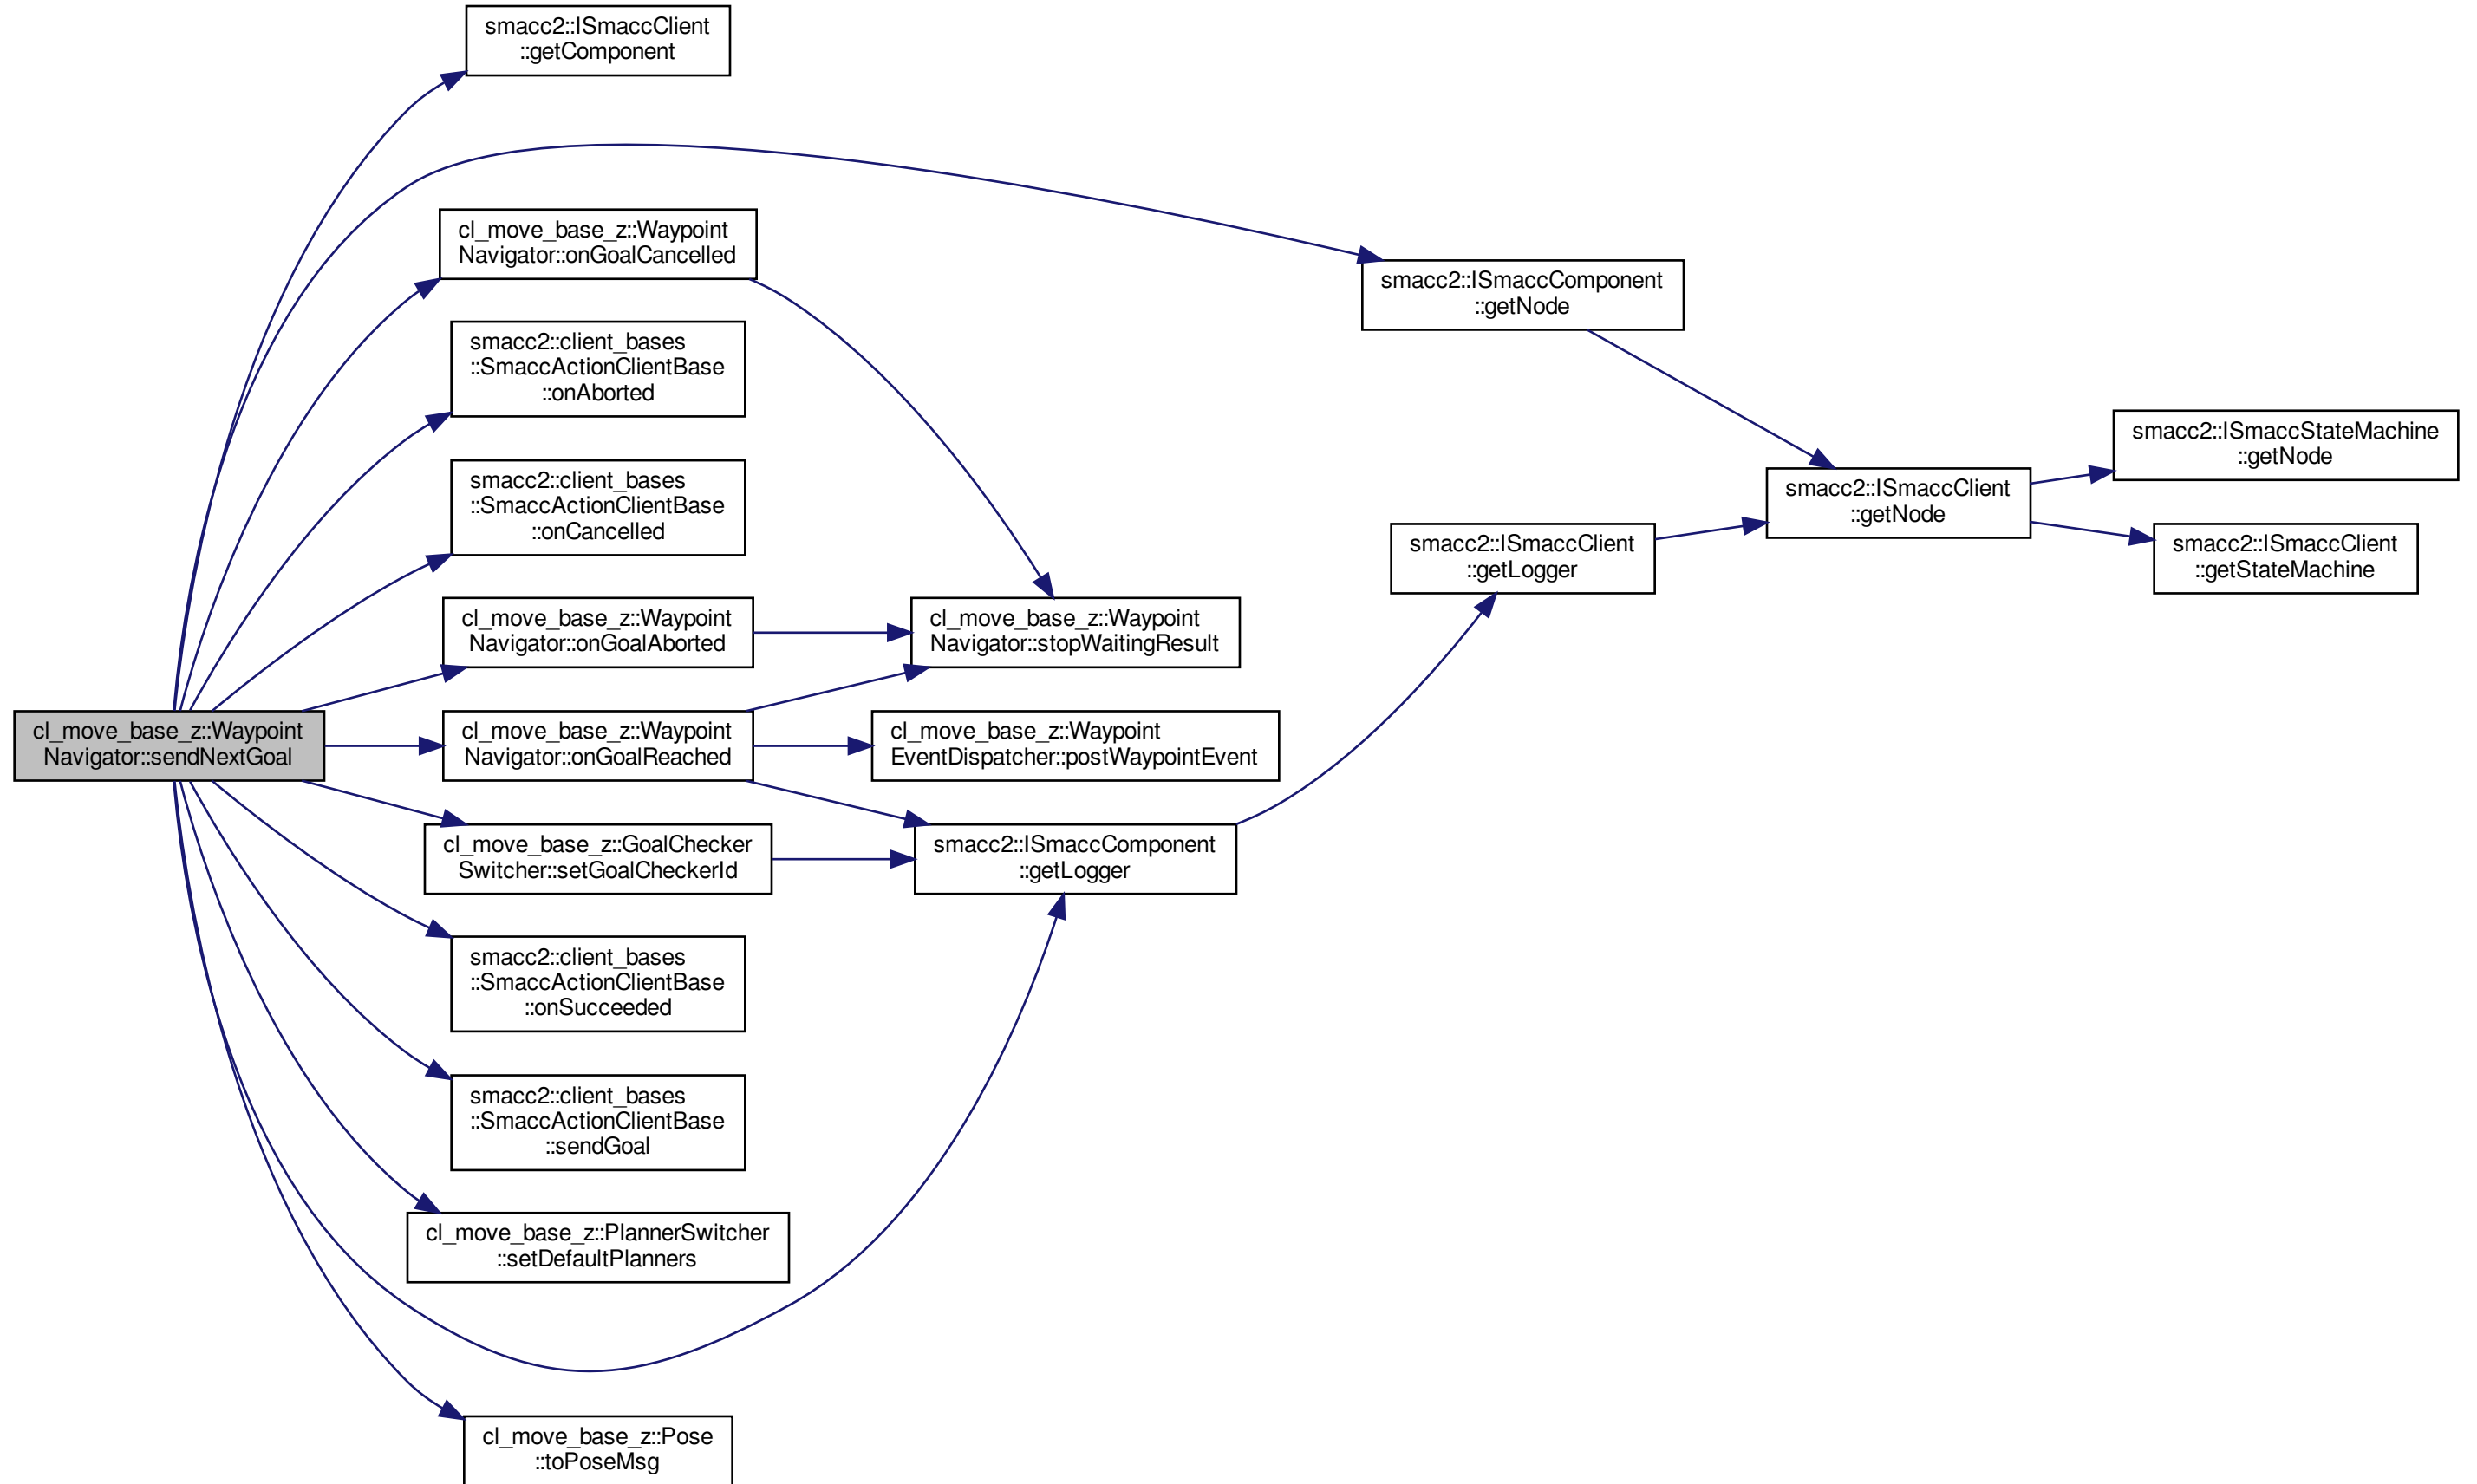 smacc2::ISmaccClient
::getComponent
cl_move_base_z::Waypoint
Navigator::onGoalCancelled
smacc2::ISmaccComponent
::getNode
smacc2::client_bases
::SmaccActionClientBase
::onAborted
smacc2::ISmaccStateMachine
::getNode
smacc2::client_bases
::SmaccActionClientBase
::onCancelled
smacc2::ISmaccClient
::getNode
smacc2::ISmaccClient
::getLogger
smacc2::ISmaccClient
::getStateMachine
cl_move_base_z::Waypoint
Navigator::onGoalAborted
cl_move_base_z::Waypoint
Navigator::stopWaitingResult
cl_move_base_z::Waypoint
Navigator::sendNextGoal
cl_move_base_z::Waypoint
Navigator::onGoalReached
cl_move_base_z::Waypoint
EventDispatcher::postWaypointEvent
cl_move_base_z::GoalChecker
Switcher::setGoalCheckerId
smacc2::ISmaccComponent
::getLogger
smacc2::client_bases
::SmaccActionClientBase
::onSucceeded
smacc2::client_bases
::SmaccActionClientBase
::sendGoal
cl_move_base_z::PlannerSwitcher
::setDefaultPlanners
cl_move_base_z::Pose
::toPoseMsg